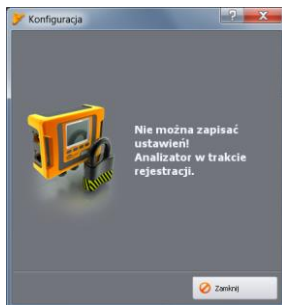 Konfiguracja
Nie można zapisać
ustawień!
Analizator w trakcie
rejestracji.
Zamknij